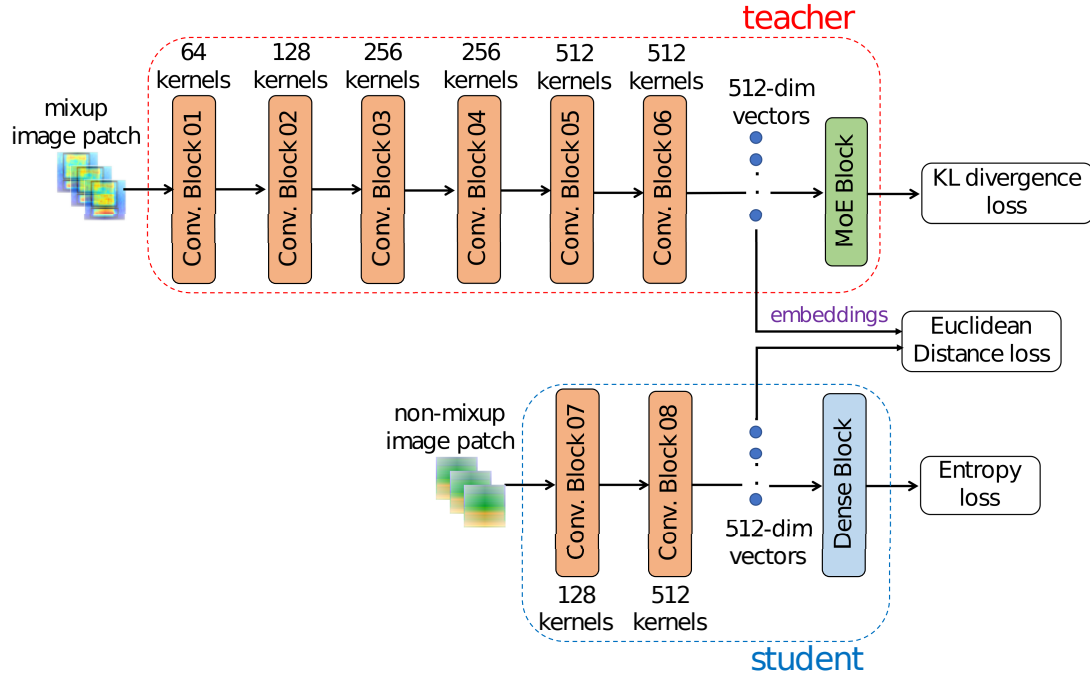 teacher
64
kernels
128
kernels
256
kernels
256
kernels
512
kernels
512
kernels
512-dim
vectors
mixup
image patch
Conv. Block 01
Conv. Block 02
Conv. Block 03
Conv. Block 04
Conv. Block 05
Conv. Block 06
MoE Block
KL divergence
loss
embeddings
Euclidean
Distance loss
non-mixup
image patch
Conv. Block 07
Conv. Block 08
Dense Block
Entropy
loss
512-dim
vectors
128
kernels
512
kernels
student